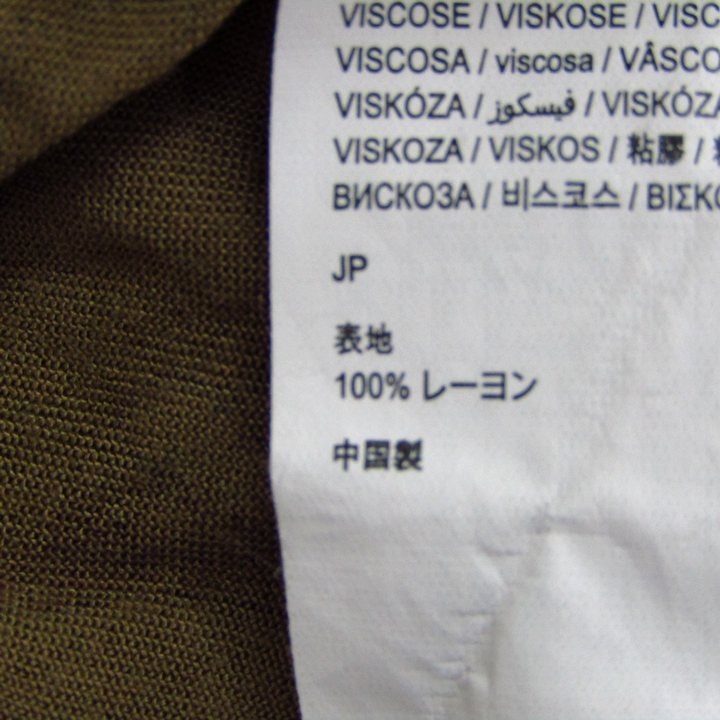 VISCOSE / VISKOSE / VISC
VISCOSA / viscosa / VÂSCO
VISKÓZA / فيسكوز / VISKÓZA
VISKOZA / VISKOS / 粘膠 /
ВИСКОЗА / 비스코스 / ΒΙΣΚΟ
JP
表地
100% レーヨン
中国製